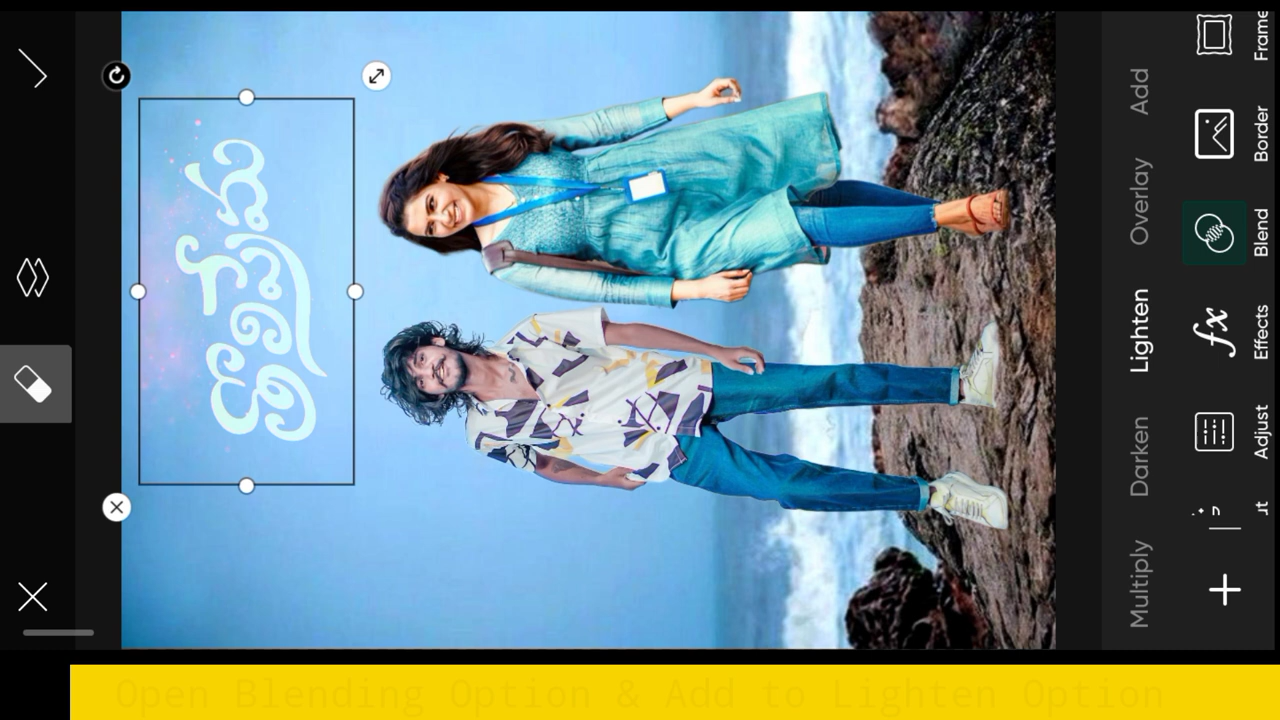 Multiply Darken Lighten Overlay Add
Adjust Effects Blend Border Frame
Open Blending Option & Add to Lighten Option